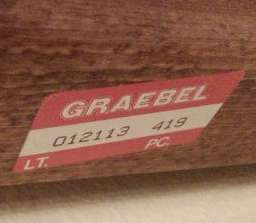 GRAEBEL
012113 419
LT. PC.